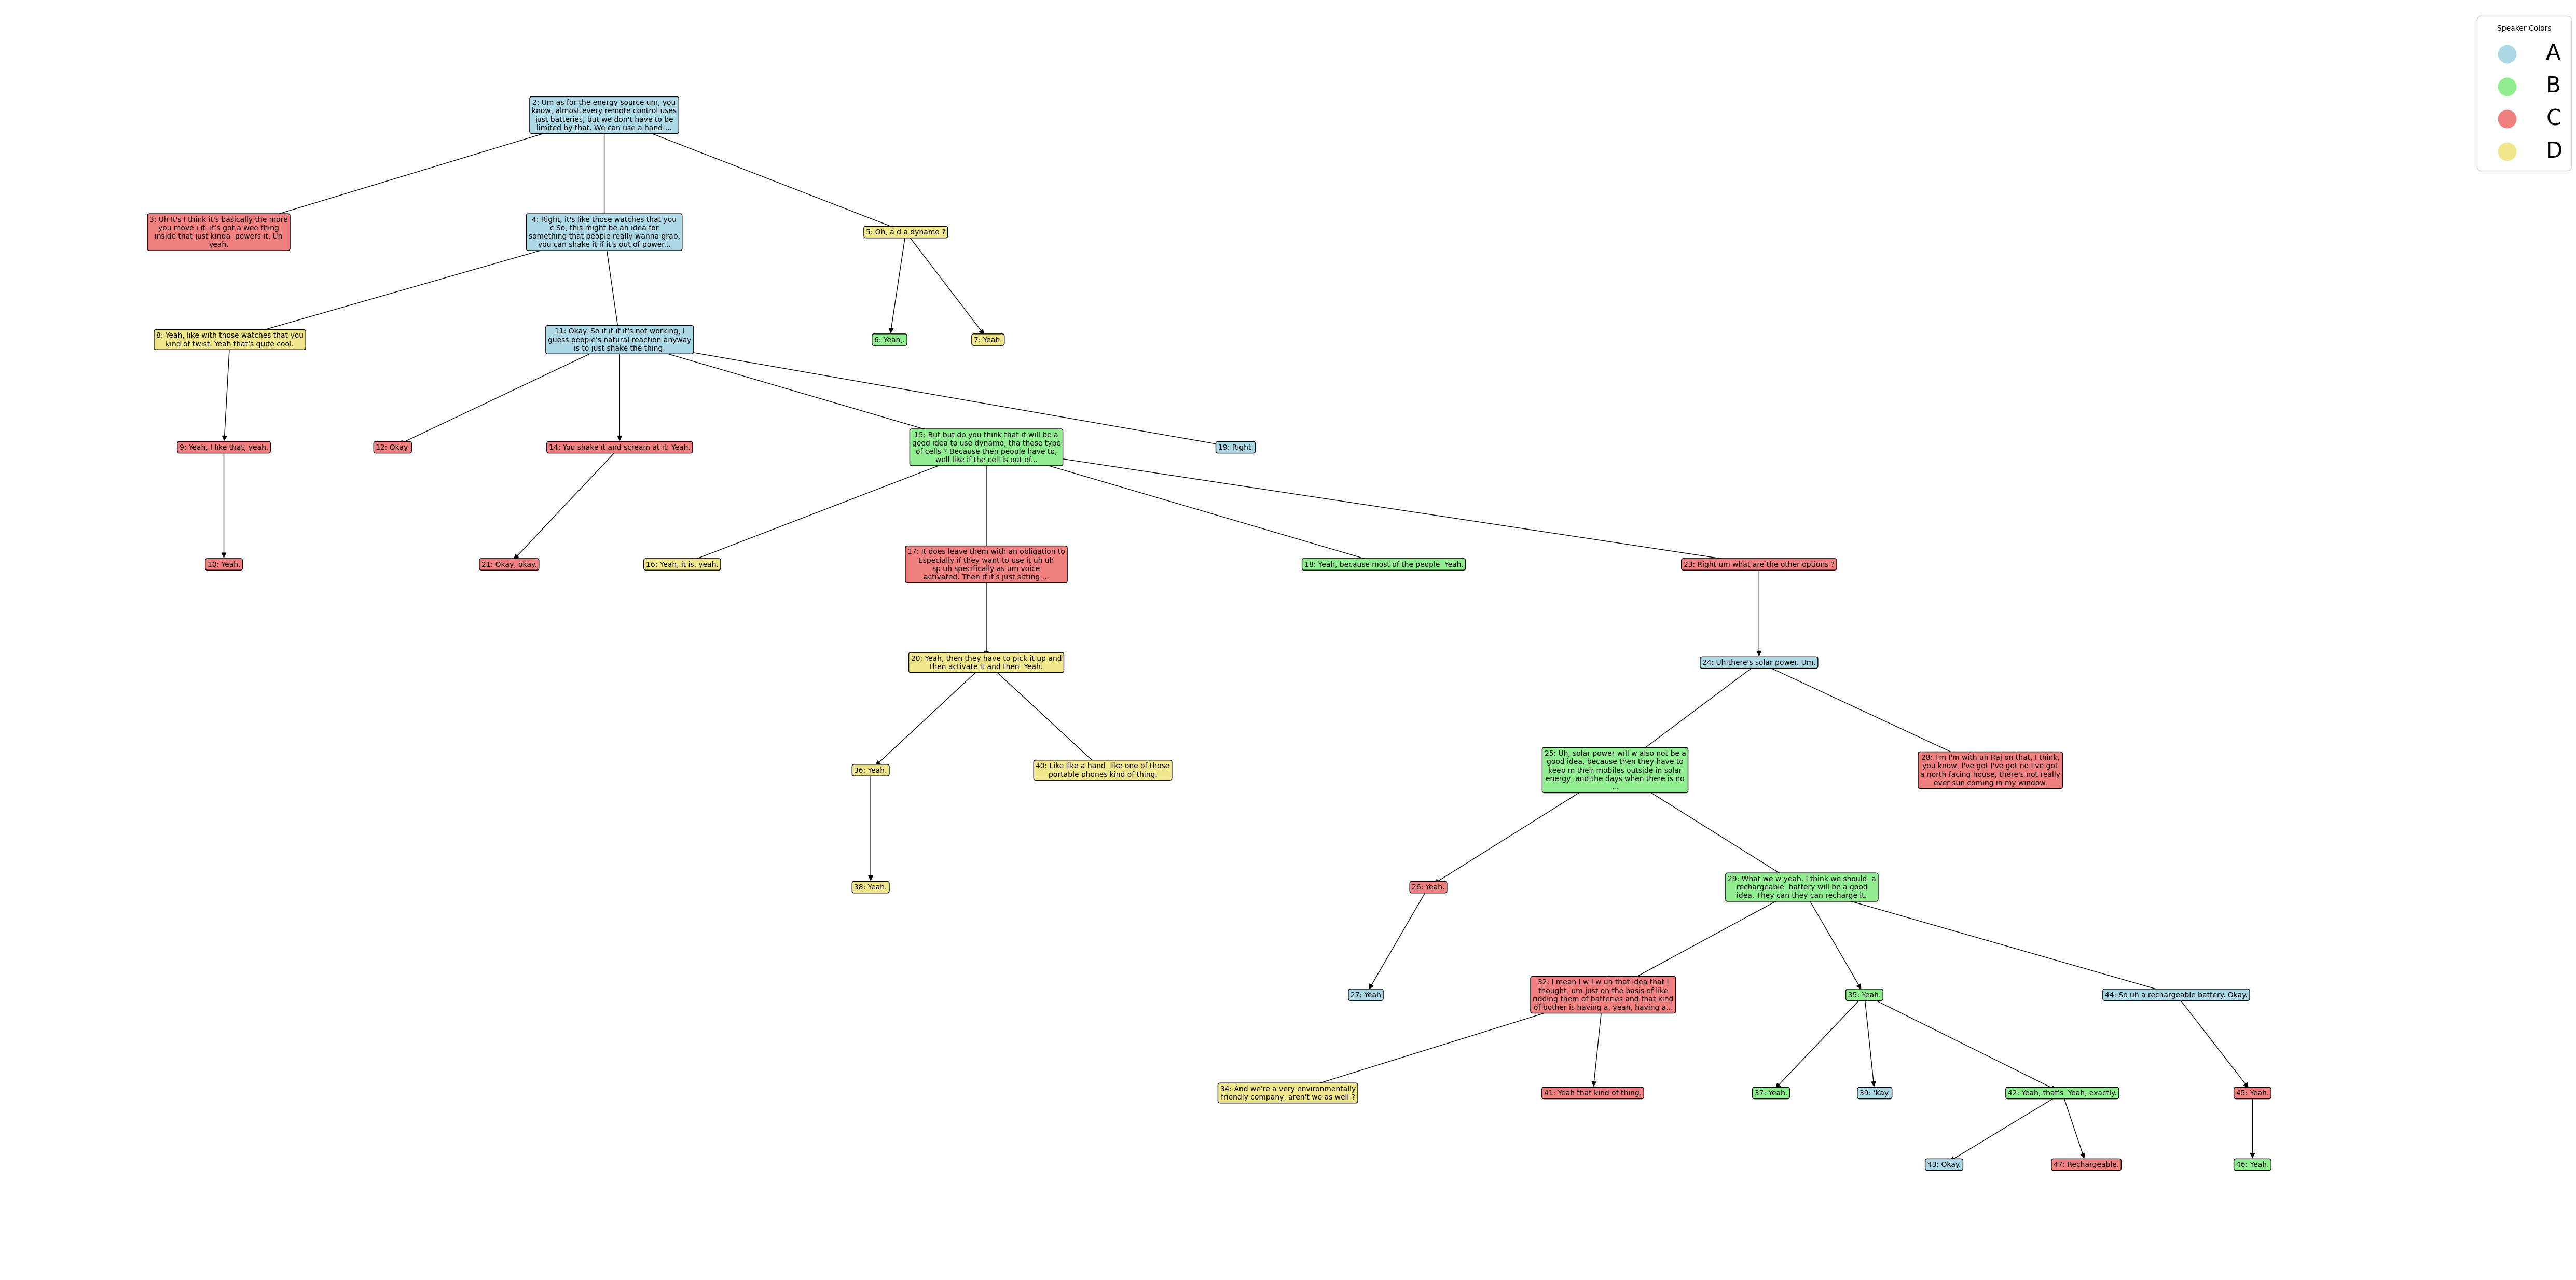 Speaker Colors
A
B
C
D
2: Um as for the energy source um, you
know, almost every remote control uses
just batteries, but we don't have to be
limited by that. We can use a hand-...
3: Uh It's I think it's basically the more
you move i it, it's got a wee thing
inside that just kinda  powers it. Uh
yeah.
4: Right, it's like those watches that you
c So, this might be an idea for
something that people really wanna grab,
you can shake it if it's out of power...
5: Oh, a d a dynamo ?
8: Yeah, like with those watches that you
kind of twist. Yeah that's quite cool.
11: Okay. So if it if it's not working, I
guess people's natural reaction anyway
is to just shake the thing.
6: Yeah,.
7: Yeah.
9: Yeah, I like that, yeah.
12: Okay.
14: You shake it and scream at it. Yeah.
15: But but do you think that it will be a
good idea to use dynamo, tha these type
of cells ? Because then people have to,
well like if the cell is out of...
19: Right.
10: Yeah.
21: Okay, okay.
16: Yeah, it is, yeah.
17: It does leave them with an obligation to
Especially if they want to use it uh uh
sp uh specifically as um voice
activated. Then if it's just sitting ...
18: Yeah, because most of the people  Yeah.
23: Right um what are the other options ?
20: Yeah, then they have to pick it up and
then activate it and then  Yeah.
24: Uh there's solar power. Um.
36: Yeah.
40: Like like a hand  like one of those
portable phones kind of thing.
25: Uh, solar power will w also not be a
good idea, because then they have to
keep m their mobiles outside in solar
energy, and the days when there is no
...
28: I'm I'm with uh Raj on that, I think,
you know, I've got I've got no I've got
a north facing house, there's not really
ever sun coming in my window.
38: Yeah.
26: Yeah.
29: What we w yeah. I think we should  a
rechargeable  battery will be a good
idea. They can they can recharge it.
27: Yeah
32: I mean I w I w uh that idea that I
thought  um just on the basis of like
ridding them of batteries and that kind
of bother is having a, yeah, having a...
35: Yeah.
44: So uh a rechargeable battery. Okay.
34: And we're a very environmentally
friendly company, aren't we as well ?
41: Yeah that kind of thing.
37: Yeah.
39: 'Kay.
42: Yeah, that's  Yeah, exactly.
45: Yeah.
43: Okay.
47: Rechargeable.
46: Yeah.